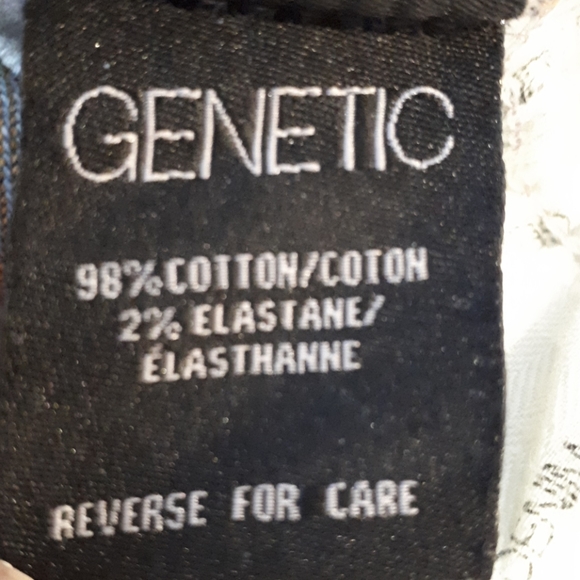 GENETIC
98% COTTON/COTON
2% ELASTANE/
ÉLASTHANNE
REVERSE FOR CARE